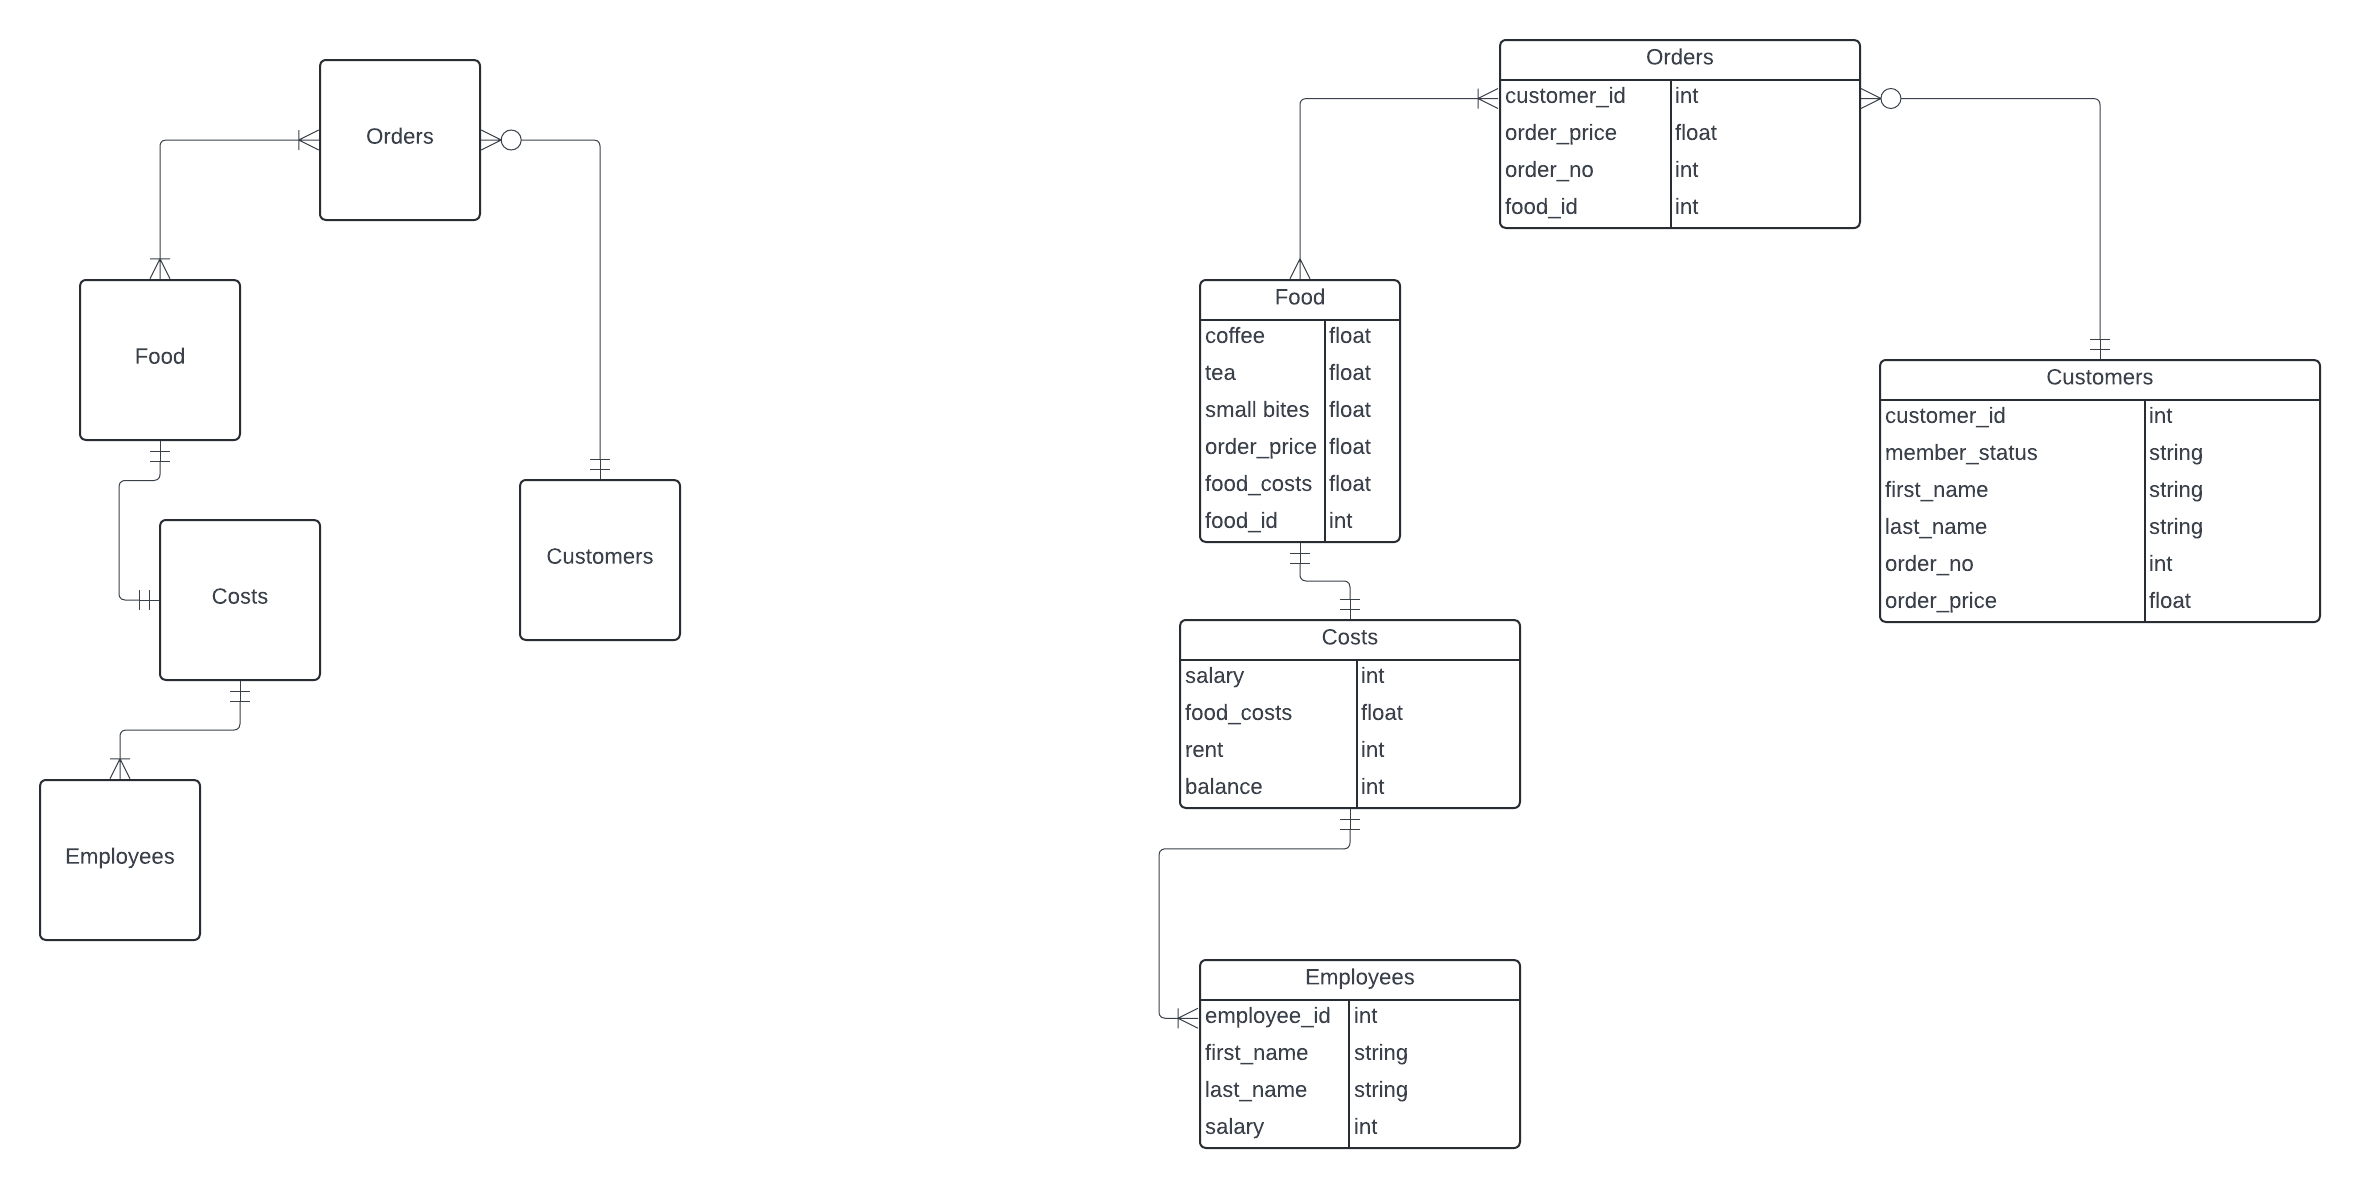 Orders
Food
Costs
Customers
Employees
Orders
customer_id int
order_price float
order_no int
food_id int
Food
coffee float
tea float
small bites float
order_price float
food_costs float
food_id int
Customers
customer_id int
member_status string
first_name string
last_name string
order_no int
order_price float
Costs
salary int
food_costs float
rent int
balance int
Employees
employee_id int
first_name string
last_name string
salary int